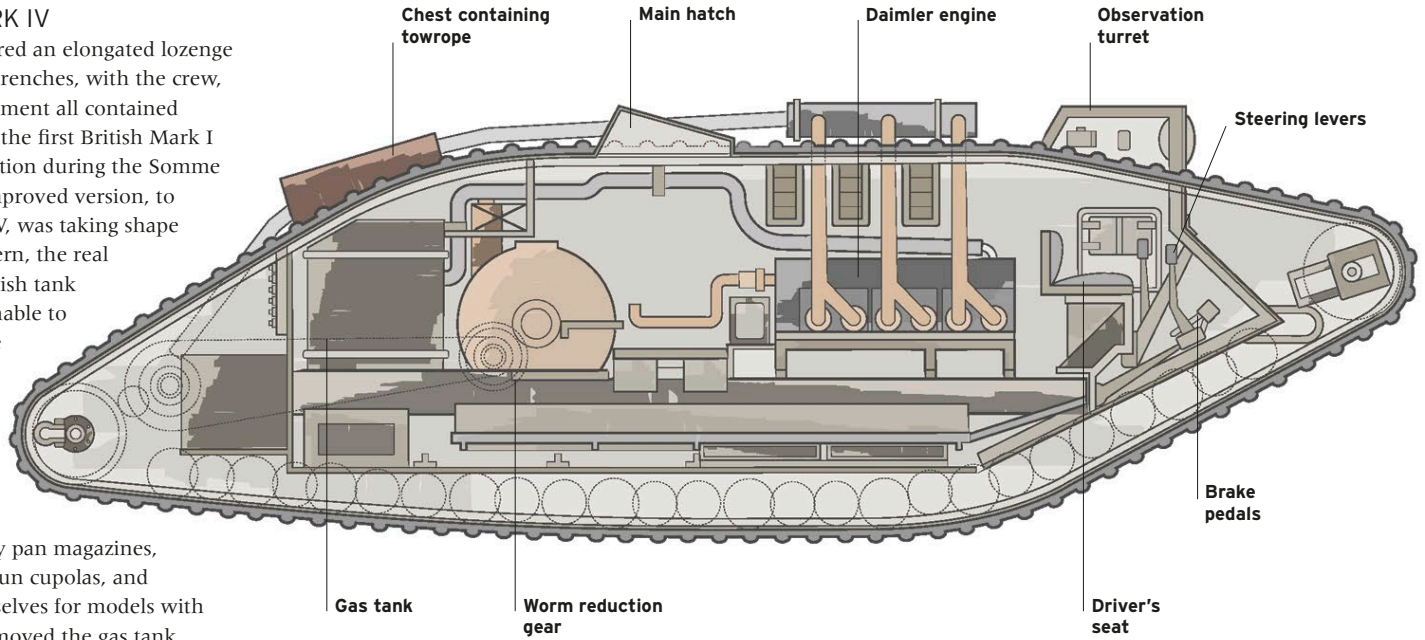 RK IV
red an elongated lozenge
renches, with the crew,
ment all contained
the first British Mark I
tion during the Somme
proved version, to
V, was taking shape
ern, the real
ish tank
able to
y pan magazines,
un cupolas, and
selves for models with
moved the gas tank
Chest containing
towrope
Main hatch
Daimler engine
Observation
turret
Steering levers
Brake
pedals
Gas tank
Worm reduction
gear
Driver's
seat